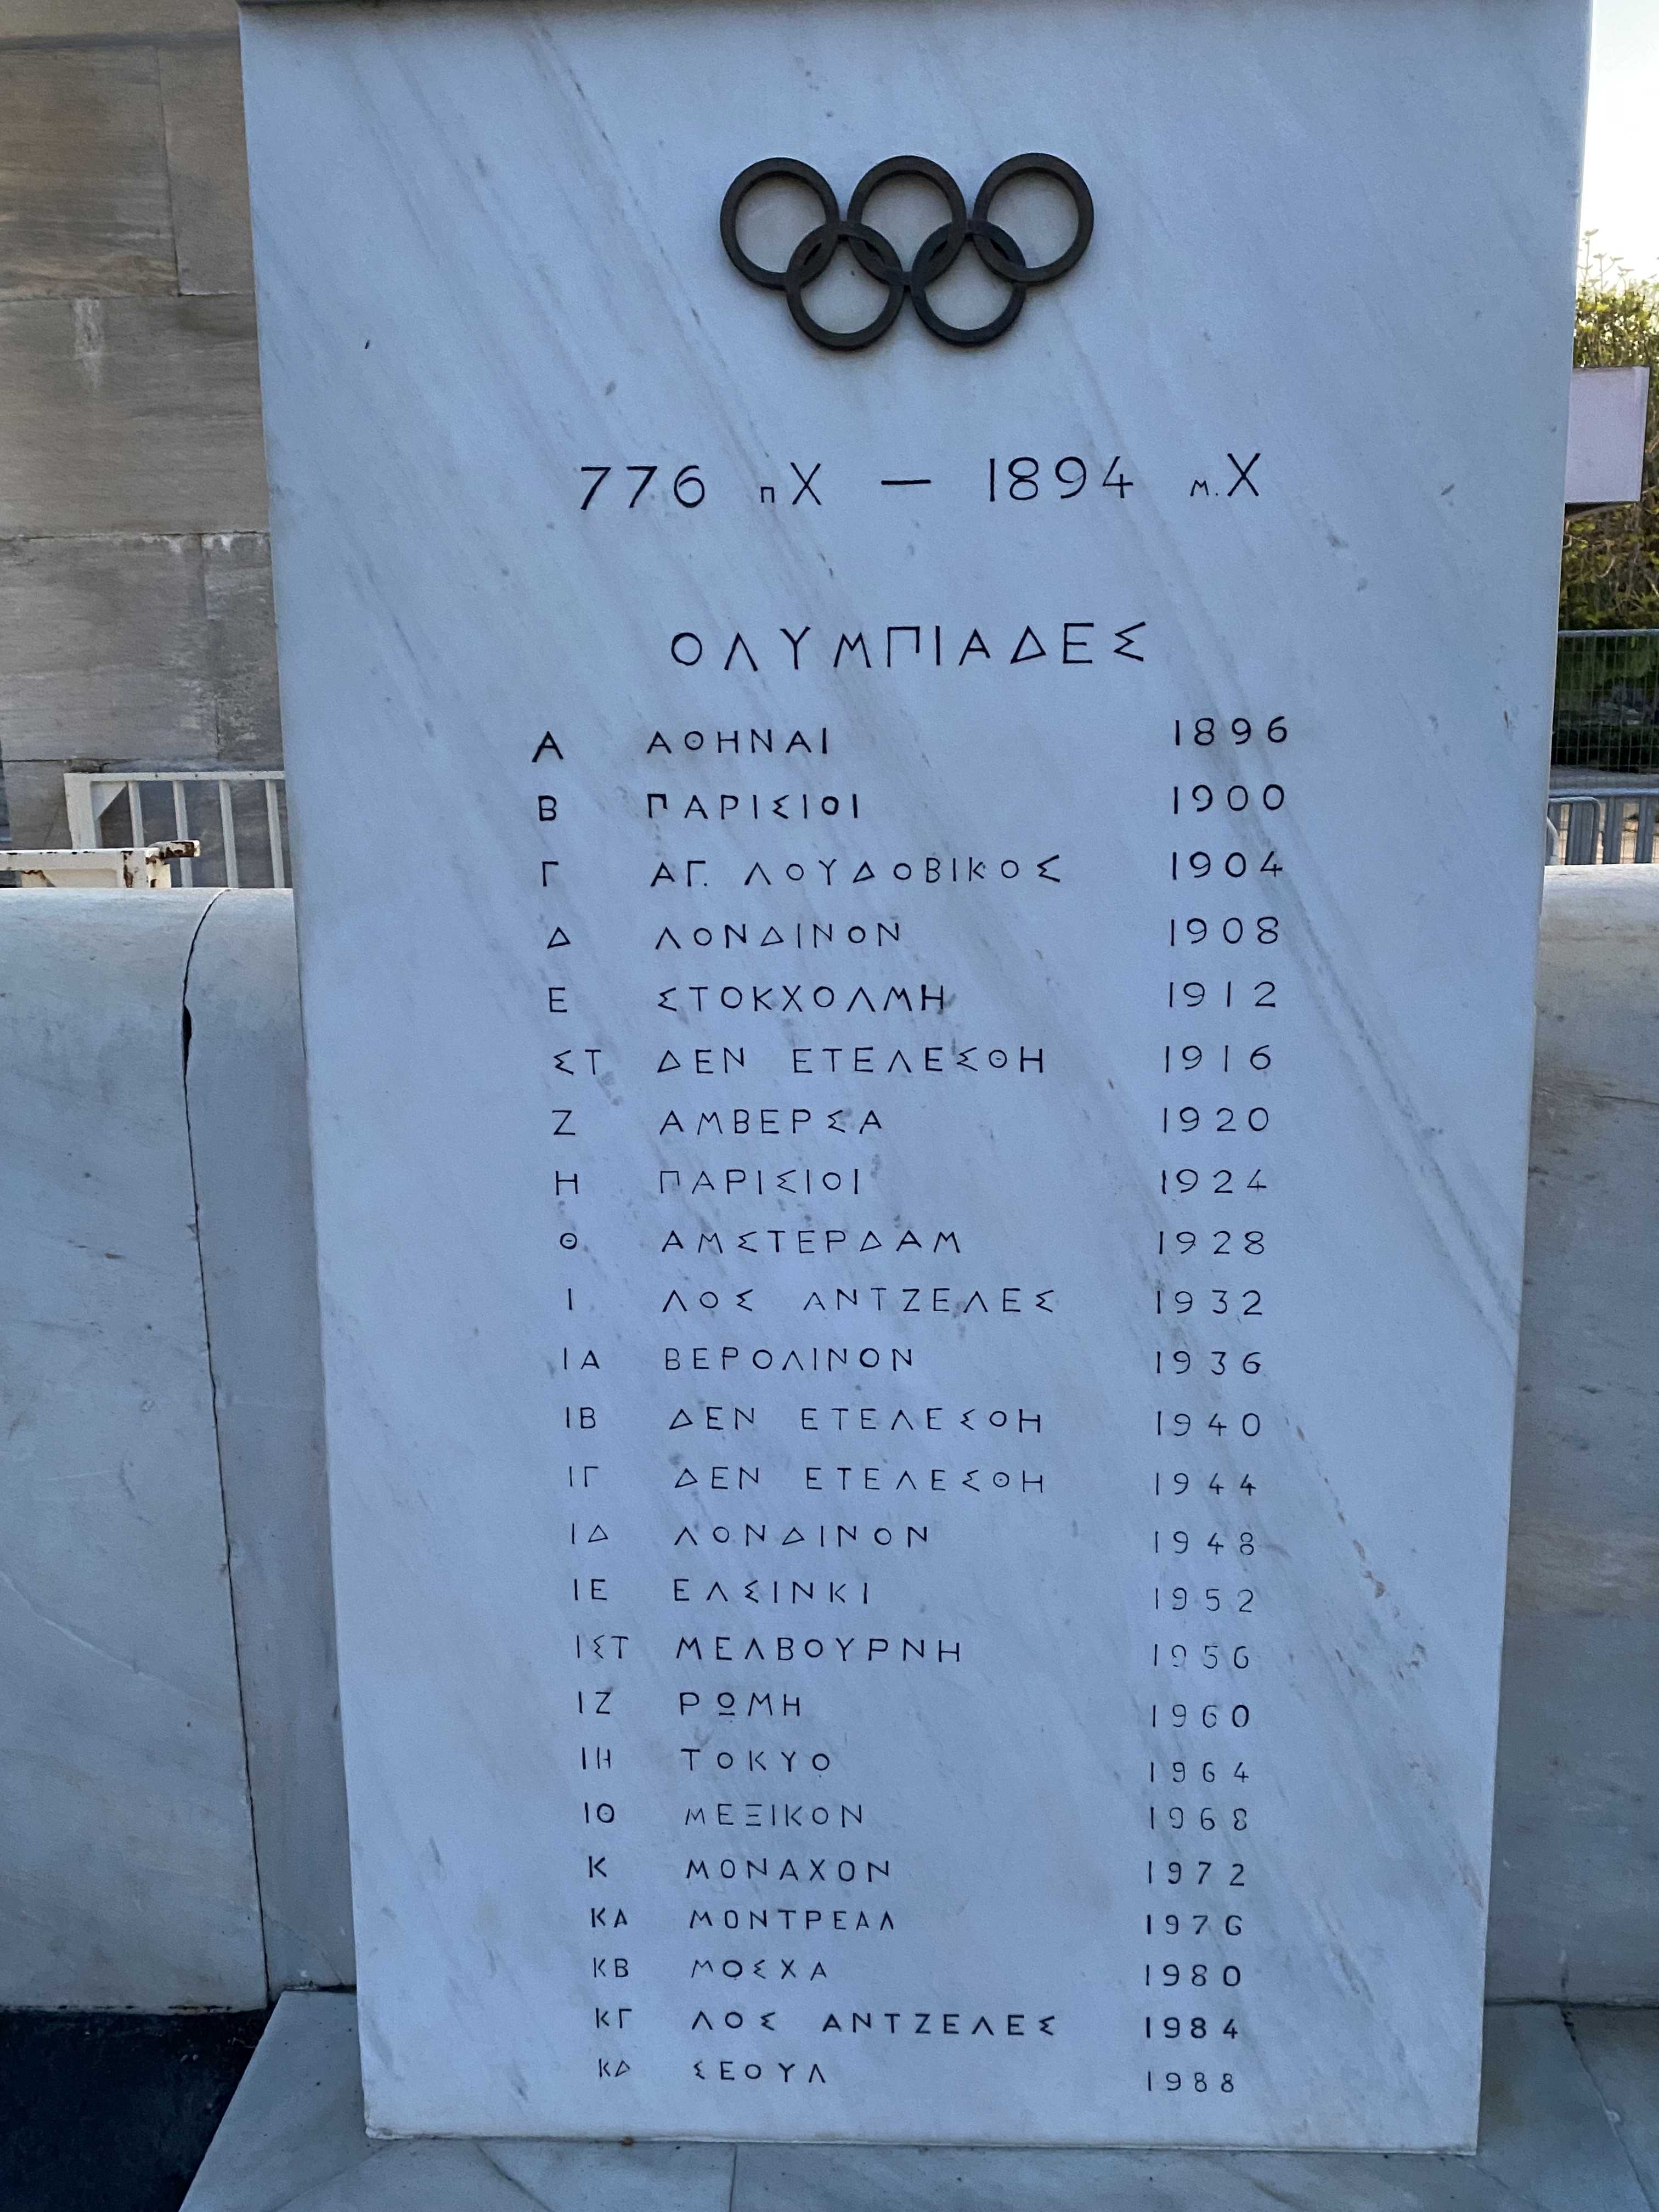 776 πΧ — 1894 μ.Χ
ΟΛΥΜΠΙΑΔΕΣ
Α ΑΘΗΝΑΙ 1896
Β ΠΑΡΙΣΙΟΙ 1900
Γ ΑΓ. ΛΟΥΔΟΒΙΚΟΣ 1904
Δ ΛΟΝΔΙΝΟΝ 1908
Ε ΣΤΟΚΧΟΛΜΗ 1912
ΣΤ ΔΕΝ ΕΤΕΛΕΣΘΗ 1916
Ζ ΑΜΒΕΡΣΑ 1920
Η ΠΑΡΙΣΙΟΙ 1924
Θ ΑΜΣΤΕΡΔΑΜ 1928
Ι ΛΟΣ ΑΝΤΖΕΛΕΣ 1932
ΙΑ ΒΕΡΟΛΙΝΟΝ 1936
ΙΒ ΔΕΝ ΕΤΕΛΕΣΘΗ 1940
ΙΓ ΔΕΝ ΕΤΕΛΕΣΘΗ 1944
ΙΔ ΛΟΝΔΙΝΟΝ 1948
ΙΕ ΕΛΣΙΝΚΙ 1952
ΙΣΤ ΜΕΛΒΟΥΡΝΗ 1956
ΙΖ ΡΩΜΗ 1960
ΙΗ ΤΟΚΥΟ 1964
ΙΘ ΜΕΞΙΚΟΝ 1968
Κ ΜΟΝΑΧΟΝ 1972
ΚΑ ΜΟΝΤΡΕΑΛ 1976
ΚΒ ΜΟΣΧΑ 1980
ΚΓ ΛΟΣ ΑΝΤΖΕΛΕΣ 1984
ΚΔ ΣΕΟΥΛ 1988